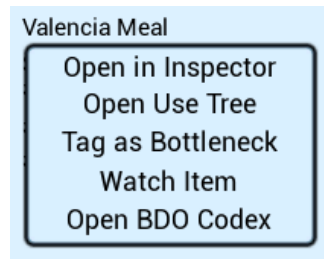 Valencia Meal
Open in Inspector
Open Use Tree
Tag as Bottleneck
Watch Item
Open BDO Codex